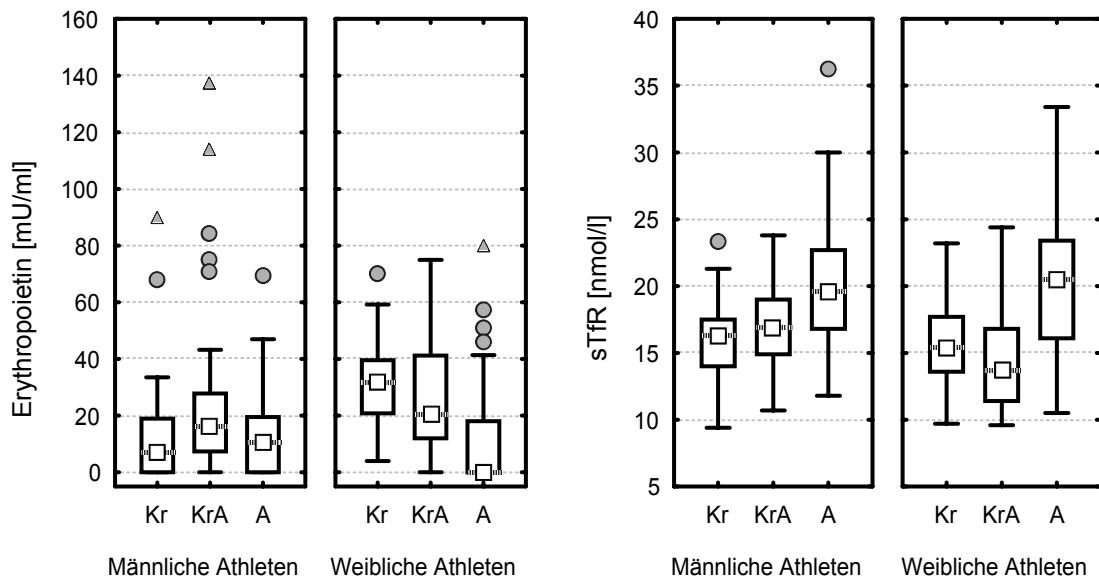 Erythropoietin [mU/ml]
160
140
120
100
80
60
40
20
0
Kr KrA A
Kr KrA A
Männliche Athleten
Weibliche Athleten
sTfR [nmol/l]
40
35
30
25
20
15
10
5
Kr KrA A
Kr KrA A
Männliche Athleten
Weibliche Athleten